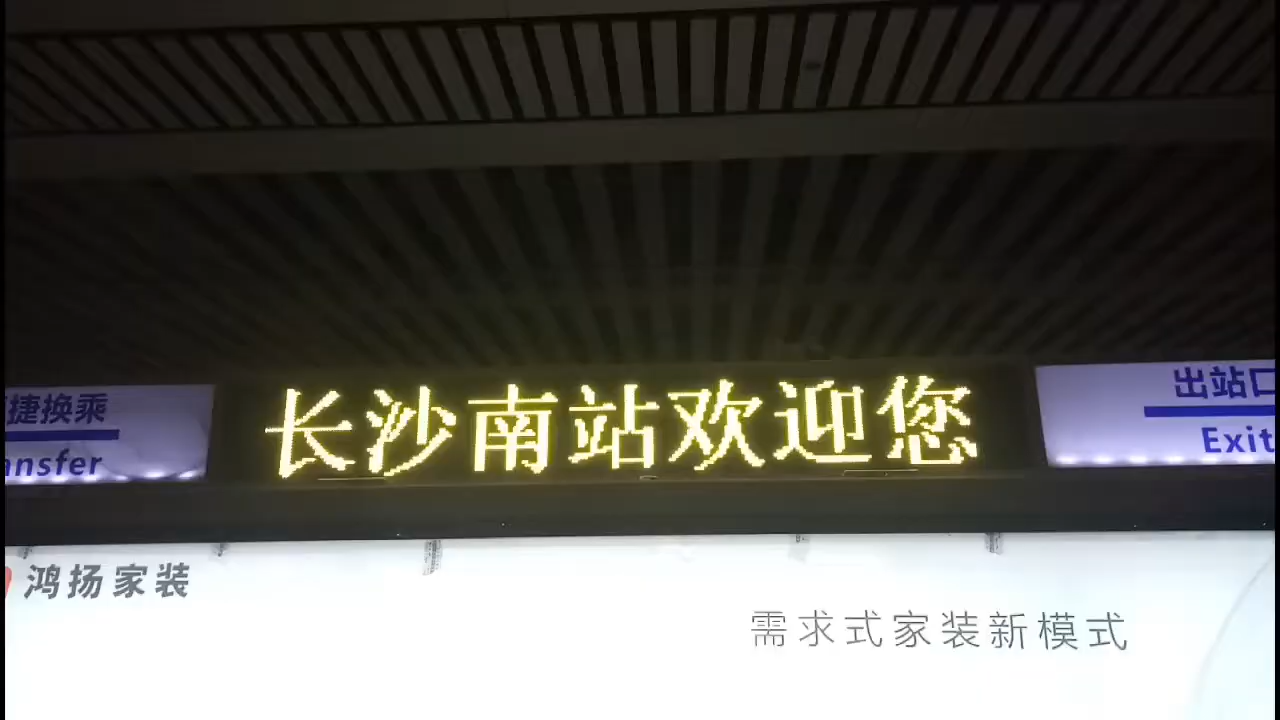 捷换乘
ansfer
长沙南站欢迎您
出站口
Exit
鸿扬家装
需求式家装新模式